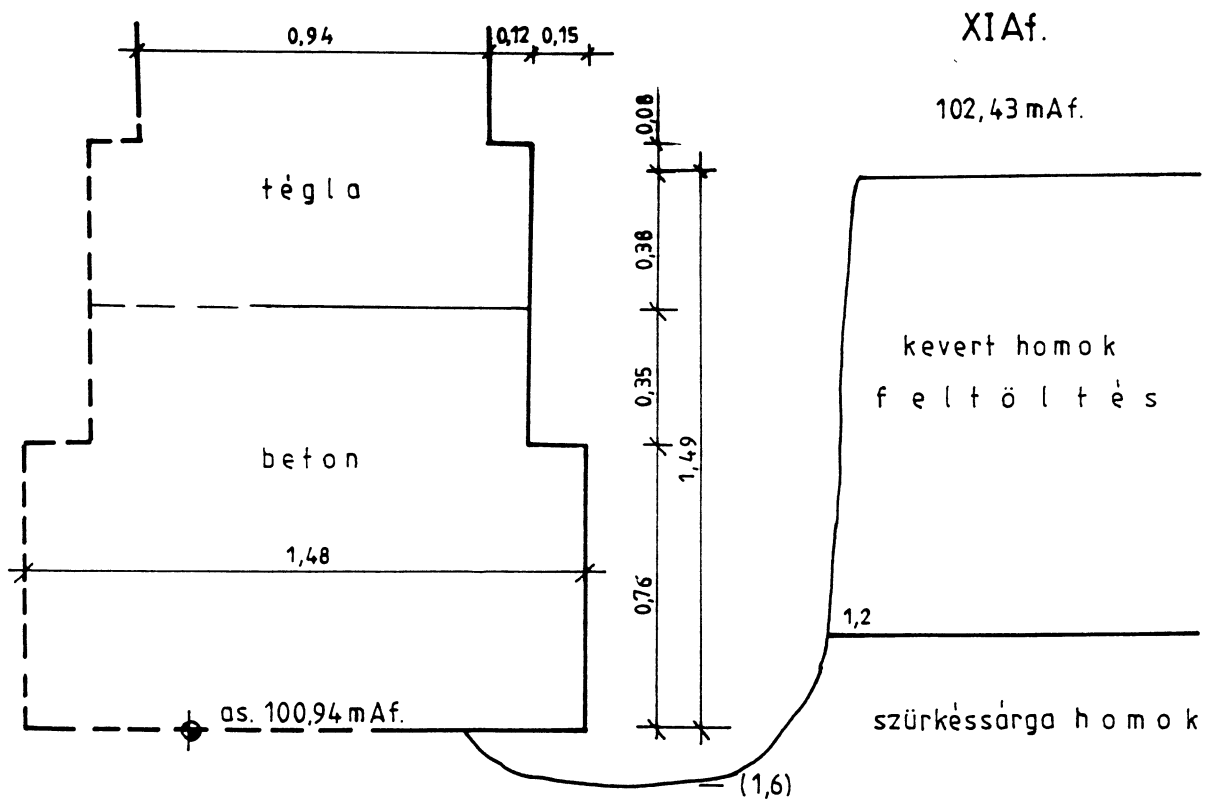 XIAf.
102,43 mAf.
0,94
0,12
0,15
0,08
tégla
0,38
kevert homok
feltöltés
0,35
beton
1,49
1,48
0,76
1,2
as. 100,94 mAf.
szürkéssárga homok
(1,6)